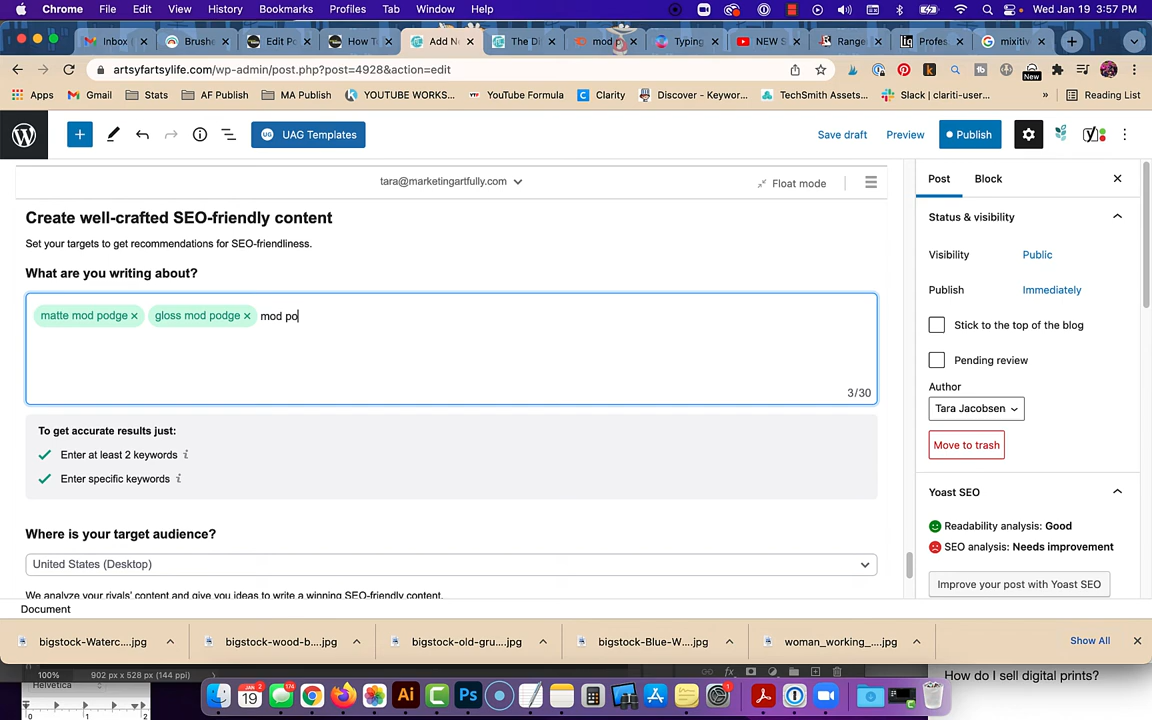 Chrome File Edit View History Bookmarks Profiles Tab Window Help Wed Jan 19 3:57 PM
Inbox Brushe Edit Po How To Add N The Di mod p Typing NEW S Range Profes mixitiv
artsyfartsylife.com/wp-admin/post.php?post=4928&action=edit
New
Apps Gmail Stats AF Publish MA Publish YOUTUBE WORKS... YouTube Formula Clarity Discover - Keywor... TechSmith Assets... Slack | clariti-user... » Reading List
UAG Templates Save draft Preview Publish
tara@marketingartfully.com Float mode
Create well-crafted SEO-friendly content
Set your targets to get recommendations for SEO-friendliness.
What are you writing about?
matte mod podge × gloss mod podge × mod po
3/30
To get accurate results just:
Enter at least 2 keywords i
Enter specific keywords i
Where is your target audience?
United States (Desktop)
We analyze your rivals' content and give you ideas to write a winning SEO-friendly content.
Document
Post Block
Status & visibility
Visibility Public
Publish Immediately
Stick to the top of the blog
Pending review
Author
Tara Jacobsen
Move to trash
Yoast SEO
Readability analysis: Good
SEO analysis: Needs improvement
Improve your post with Yoast SEO
bigstock-Waterc....jpg bigstock-wood-b....jpg bigstock-old-gru....jpg bigstock-Blue-W....jpg woman_working_....jpg Show All
100% 902 px x 528 px (144 ppi)
Helvetica
How do I sell digital prints?
0 1 2